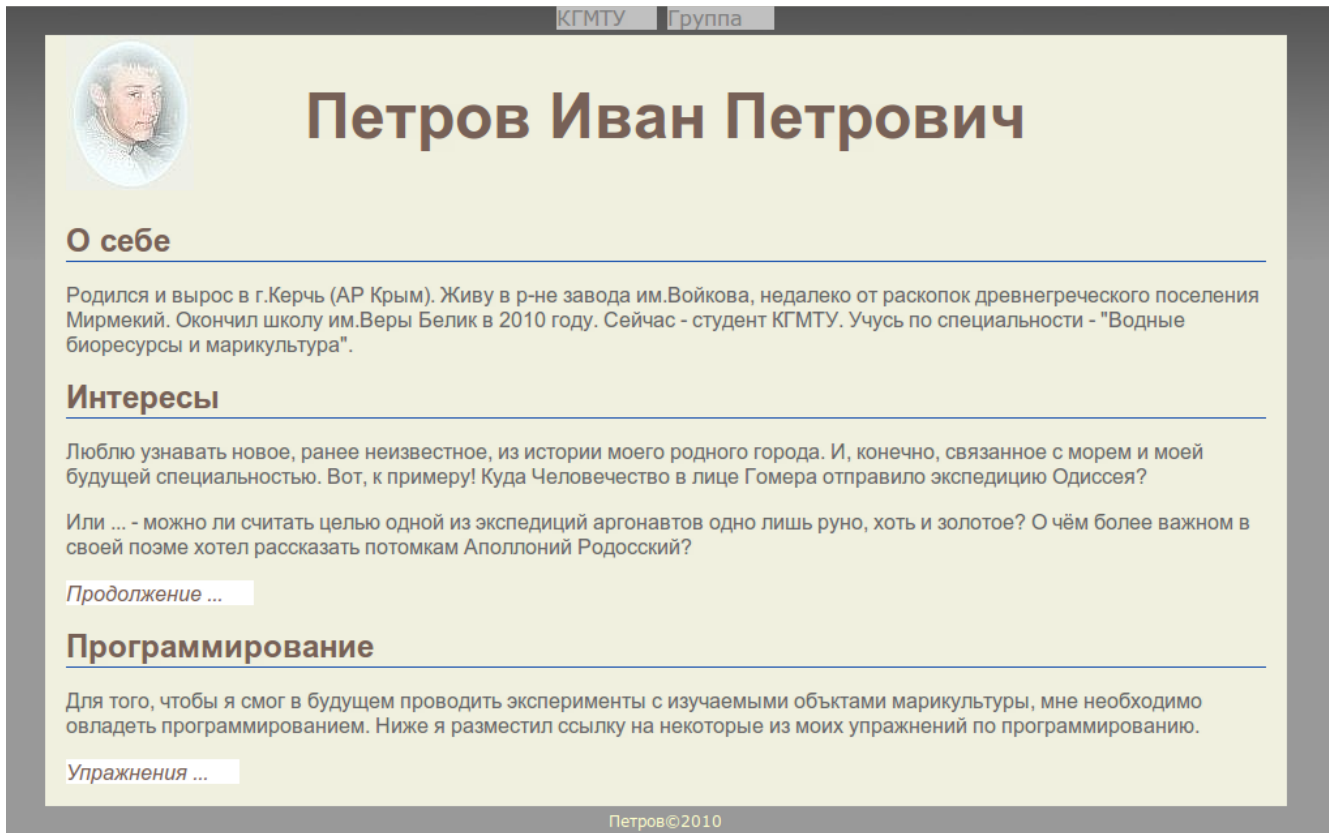 КГМТУ Группа
Петров Иван Петрович
О себе
Родился и вырос в г.Керчь (АР Крым). Живу в р-не завода им.Войкова, недалеко от раскопок древнегреческого поселения
Мирмекий. Окончил школу им.Веры Белик в 2010 году. Сейчас - студент КГМТУ. Учусь по специальности - "Водные
биоресурсы и марикультура".
Интересы
Люблю узнавать новое, ранее неизвестное, из истории моего родного города. И, конечно, связанное с морем и моей
будущей специальностью. Вот, к примеру! Куда Человечество в лице Гомера отправило экспедицию Одиссея?
Или ... - можно ли считать целью одной из экспедиций аргонавтов одно лишь руно, хоть и золотое? О чём более важном в
своей поэме хотел рассказать потомкам Аполлоний Родосский?
Продолжение ...
Программирование
Для того, чтобы я смог в будущем проводить эксперименты с изучаемыми объктами марикультуры, мне необходимо
овладеть программированием. Ниже я разместил ссылку на некоторые из моих упражнений по программированию.
Упражнения ...
Петров©2010